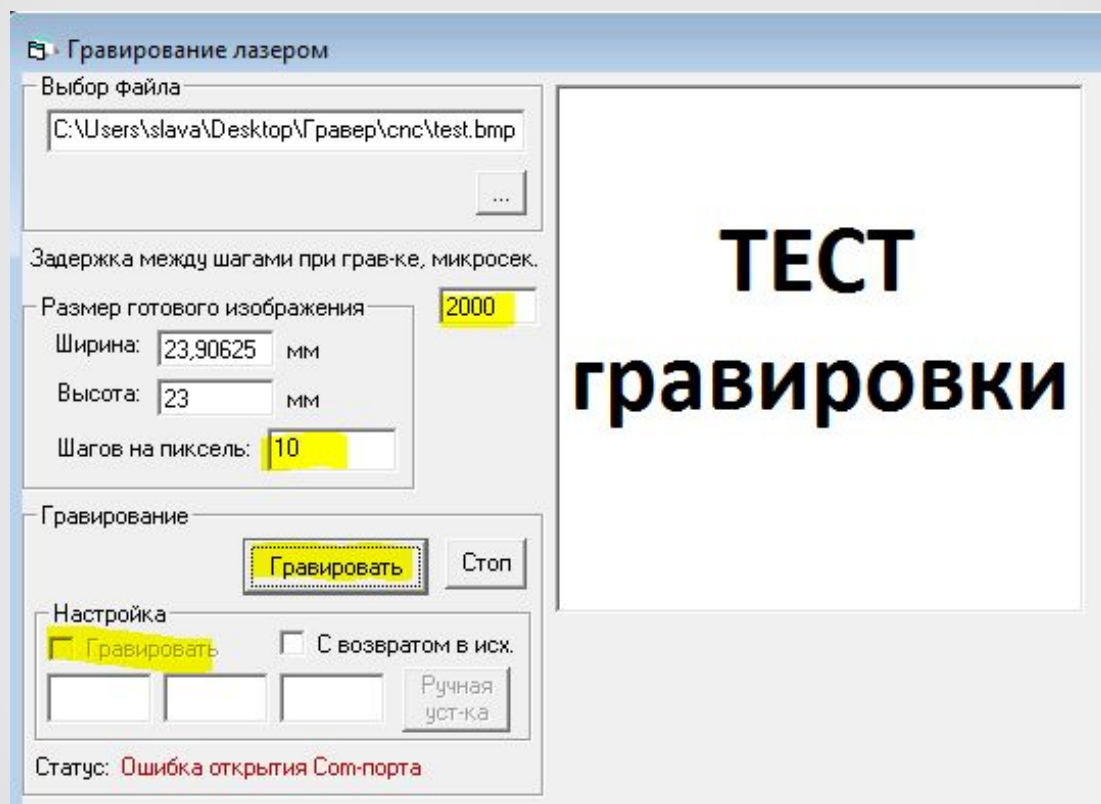 Гравирование лазером
Выбор файла
C:\Users\slava\Desktop\Гравер\cnc\test.bmp
...
Задержка между шагами при грав-ке, микросек.
2000
Размер готового изображения
Ширина: 23,90625 мм
Высота: 23 мм
Шагов на пиксель: 10
Гравирование
Гравировать Стоп
Настройка
Гравировать С возвратом в исх.
Ручная
уст-ка
Статус: Ошибка открытия Com-порта
ТЕСТ
гравировки